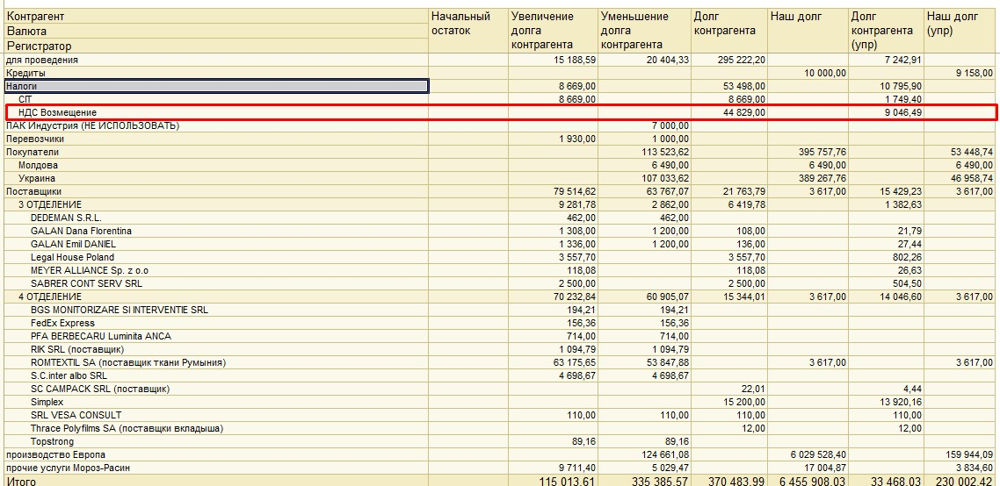 Контрагент Начальный остаток Увеличение долга контрагента Уменьшение долга контрагента Долг контрагента Наш долг Долг контрагента (упр) Наш долг (упр)
Валюта
Регистратор
для проведения 15 188,59 20 404,33 295 222,20 7 242,91
Кредиты 10 000,00 9 158,00
Налоги 8 669,00 53 498,00 10 795,90
CIT 8 669,00 8 669,00 1 749,40
НДС Возмещение 44 829,00 9 046,49
ПАК Индустрия (НЕ ИСПОЛЬЗОВАТЬ) 7 000,00
Перевозчики 1 930,00 1 000,00
Покупатели 113 523,62 395 757,76 53 448,74
Молдова 6 490,00 6 490,00 6 490,00
Украина 107 033,62 389 267,76 46 958,74
Поставщики 79 514,62 63 767,07 21 763,79 3 617,00 15 429,23 3 617,00
3 ОТДЕЛЕНИЕ 9 281,78 2 862,00 6 419,78 1 382,63
DEDEMAN S.R.L. 462,00 462,00
GALAN Dana Florentina 1 308,00 1 200,00 108,00 21,79
GALAN Emil DANIEL 1 336,00 1 200,00 136,00 27,44
Legal House Poland 3 557,70 3 557,70 802,26
MEYER ALLIANCE Sp. z o.o 118,08 118,08 26,63
SABRER CONT SERV SRL 2 500,00 2 500,00 504,50
4 ОТДЕЛЕНИЕ 70 232,84 60 905,07 15 344,01 3 617,00 14 046,60 3 617,00
BGS MONITORIZARE SI INTERVENTIE SRL 194,21 194,21
FedEx Express 156,36 156,36
PFA BERBECARU Luminita ANCA 714,00 714,00
RIK SRL (поставщик) 1 094,79 1 094,79
ROMTEXTIL SA (поставщик ткани Румыния) 63 175,65 53 847,88 3 617,00 3 617,00
S.C.inter albo SRL 4 698,67 4 698,67
SC CAMPACK SRL (поставщик) 22,01 4,44
Simplex 15 200,00 13 920,16
SRL VESA CONSULT 110,00 110,00 110,00 110,00
Thrace Polyfilms SA (поставщки вкладыша) 12,00 12,00
Topstrong 89,16 89,16
производство Европа 124 661,08 6 029 528,40 159 944,09
прочие услуги Мороз-Расин 9 711,40 5 029,47 17 004,87 3 834,60
Итого 115 013,61 335 385,57 370 483,99 6 455 908,03 33 468,03 230 002,42